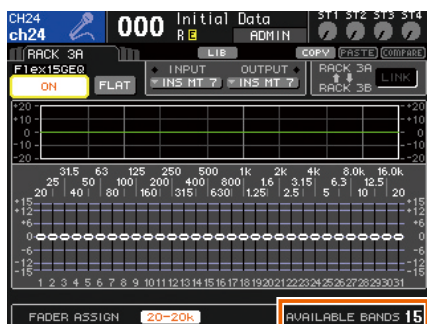 CH24
ch24
000
Initial Data
R E ADMIN
ST1 ST2 ST3 ST4
RACK 3A
LIB
COPY PASTE COMPARE
Flex15GEQ
ON
FLAT
INPUT OUTPUT
INS MT 7 INS MT 7
RACK 3A
RACK 3B
LINK
+20 +20
+10 +10
0 0
-10 -10
-20 -20
31.5 63 125 250 500 1k 2k 4k 8.0k 16.0k
25 50 100 200 400 800 1.6 3.15 6.3 12.5
20 40 80 160 315 630 1.25 2.5 5 10 20
+15 +15
+12 +12
+6 +6
0 0
-6 -6
-12 -12
-15 -15
1 2 3 4 5 6 7 8 9 10 11 12 13 14 15 16 17 18 19 20 21 22 23 24 25 26 27 28 29 30 31
FADER ASSIGN 20-20k AVAILABLE BANDS 15